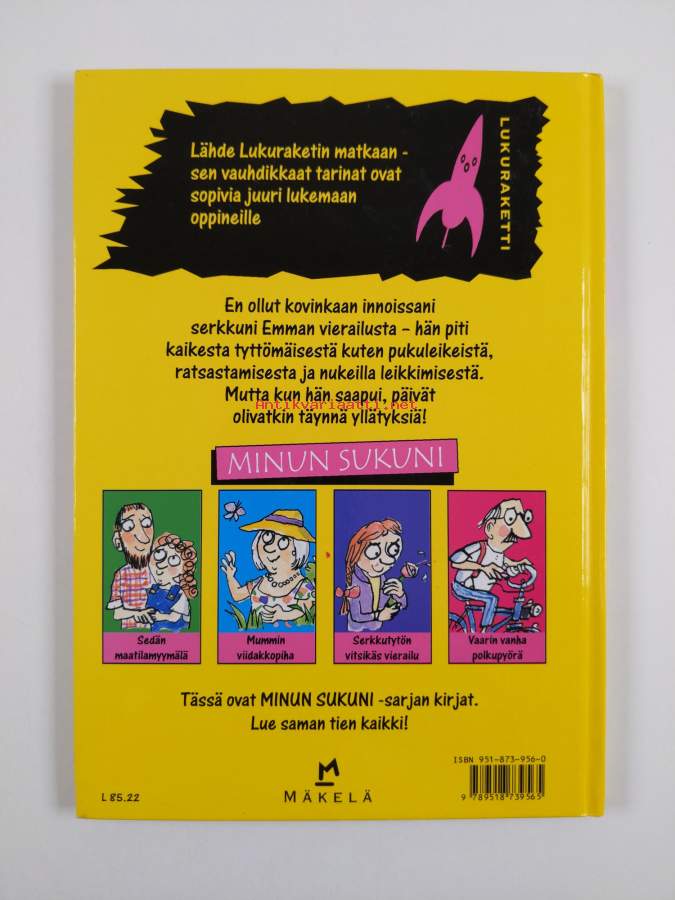 Lähde Lukuraketin matkaan -
sen vauhdikkaat tarinat ovat
sopivia juuri lukemaan
oppineille
LUKURAKETTI
En ollut kovinkaan innoissani
serkkuni Emman vierailusta – hän piti
kaikesta tyttömäisestä kuten pukuleikeistä,
ratsastamisesta ja nukeilla leikkimisestä.
Mutta kun hän saapui, päivät
Antikvariaatti.net
olivatkin täynnä yllätyksiä!
MINUN SUKUNI
Sedän
maatilamyymälä
Mummin
viidakkopiha
Serkkutytön
vitsikäs vierailu
Vaarin vanha
polkupyörä
Tässä ovat MINUN SUKUNI -sarjan kirjat.
Lue saman tien kaikki!
ISBN 951-873-956-0
9 789518 739565
M
MÄKELÄ
L 85.22